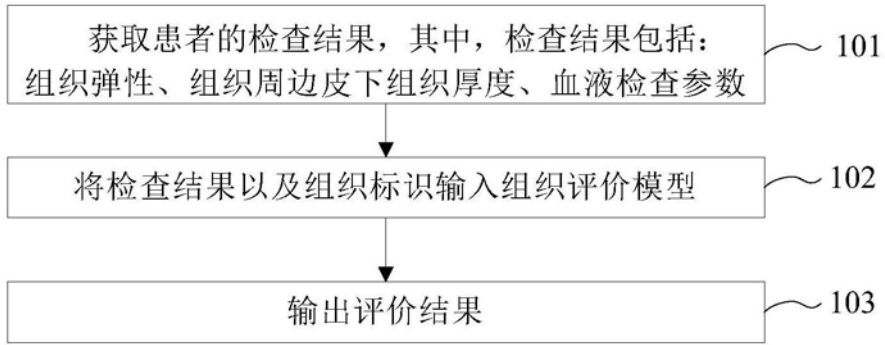 获取患者的检查结果，其中，检查结果包括：
组织弹性、组织周边皮下组织厚度、血液检查参数
101
将检查结果以及组织标识输入组织评价模型
102
输出评价结果
103